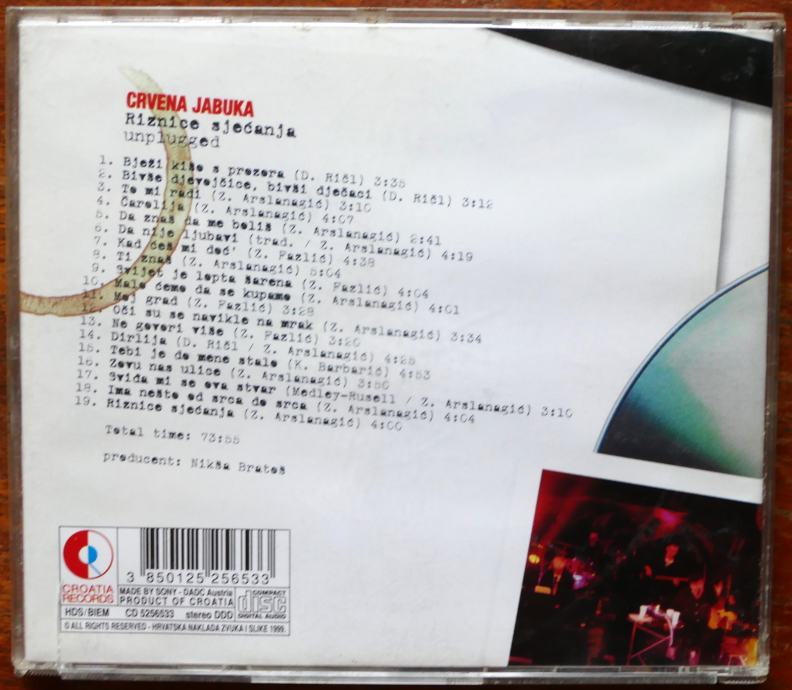 CRVENA JABUKA
Riznice sjećanja
unplugged
1. Bježi kišo s prozora (D. Ričl) 3:35
2. Bivše djevojčice, bivši dječaci (D. Ričl) 3:12
3. To mi radi (Z. Arslanagić) 3:10
4. Čarolija (Z. Arslanagić) 4:07
5. Da znaš da me boliš (Z. Arslanagić) 2:41
6. Da nije ljubavi (trad. / Z. Arslanagić) 4:19
7. Kad ćeš mi doć' (Z. Fazlić) 4:38
8. Ti znaš (Z. Arslanagić) 5:04
9. Svijet je lopta šarena (Z. Fazlić) 4:04
10. Malo ćemo da se kupamo (Z. Arslanagić) 4:01
11. Moj grad (Z. Fazlić) 3:28
12. Oči su se navikle na mrak (Z. Arslanagić) 3:34
13. Ne govori više (Z. Fazlić) 3:20
14. Dirlija (D. Ričl / Z. Arslanagić) 4:25
15. Tebi je do mene stalo (K. Barbarić) 4:53
16. Zovu nas ulice (Z. Arslanagić) 3:50
17. Sviđa mi se ova stvar (Medley-Rusell / Z. Arslanagić) 3:10
18. Ima nešto od srca do srca (Z. Arslanagić) 4:04
19. Riznice sjećanja (Z. Arslanagić) 4:00
Total time: 73:55
producent: Nikša Bratoš
3 850125 256533
CROATIA
RECORDS
MADE BY SONY - DADC Austria
PRODUCT OF CROATIA
COMPACT
disc
DIGITAL AUDIO
HDS/BIEM CD 5256533 stereo DDD
© ALL RIGHTS RESERVED - HRVATSKA NAKLADA ZVUKA I SLIKE 1999.